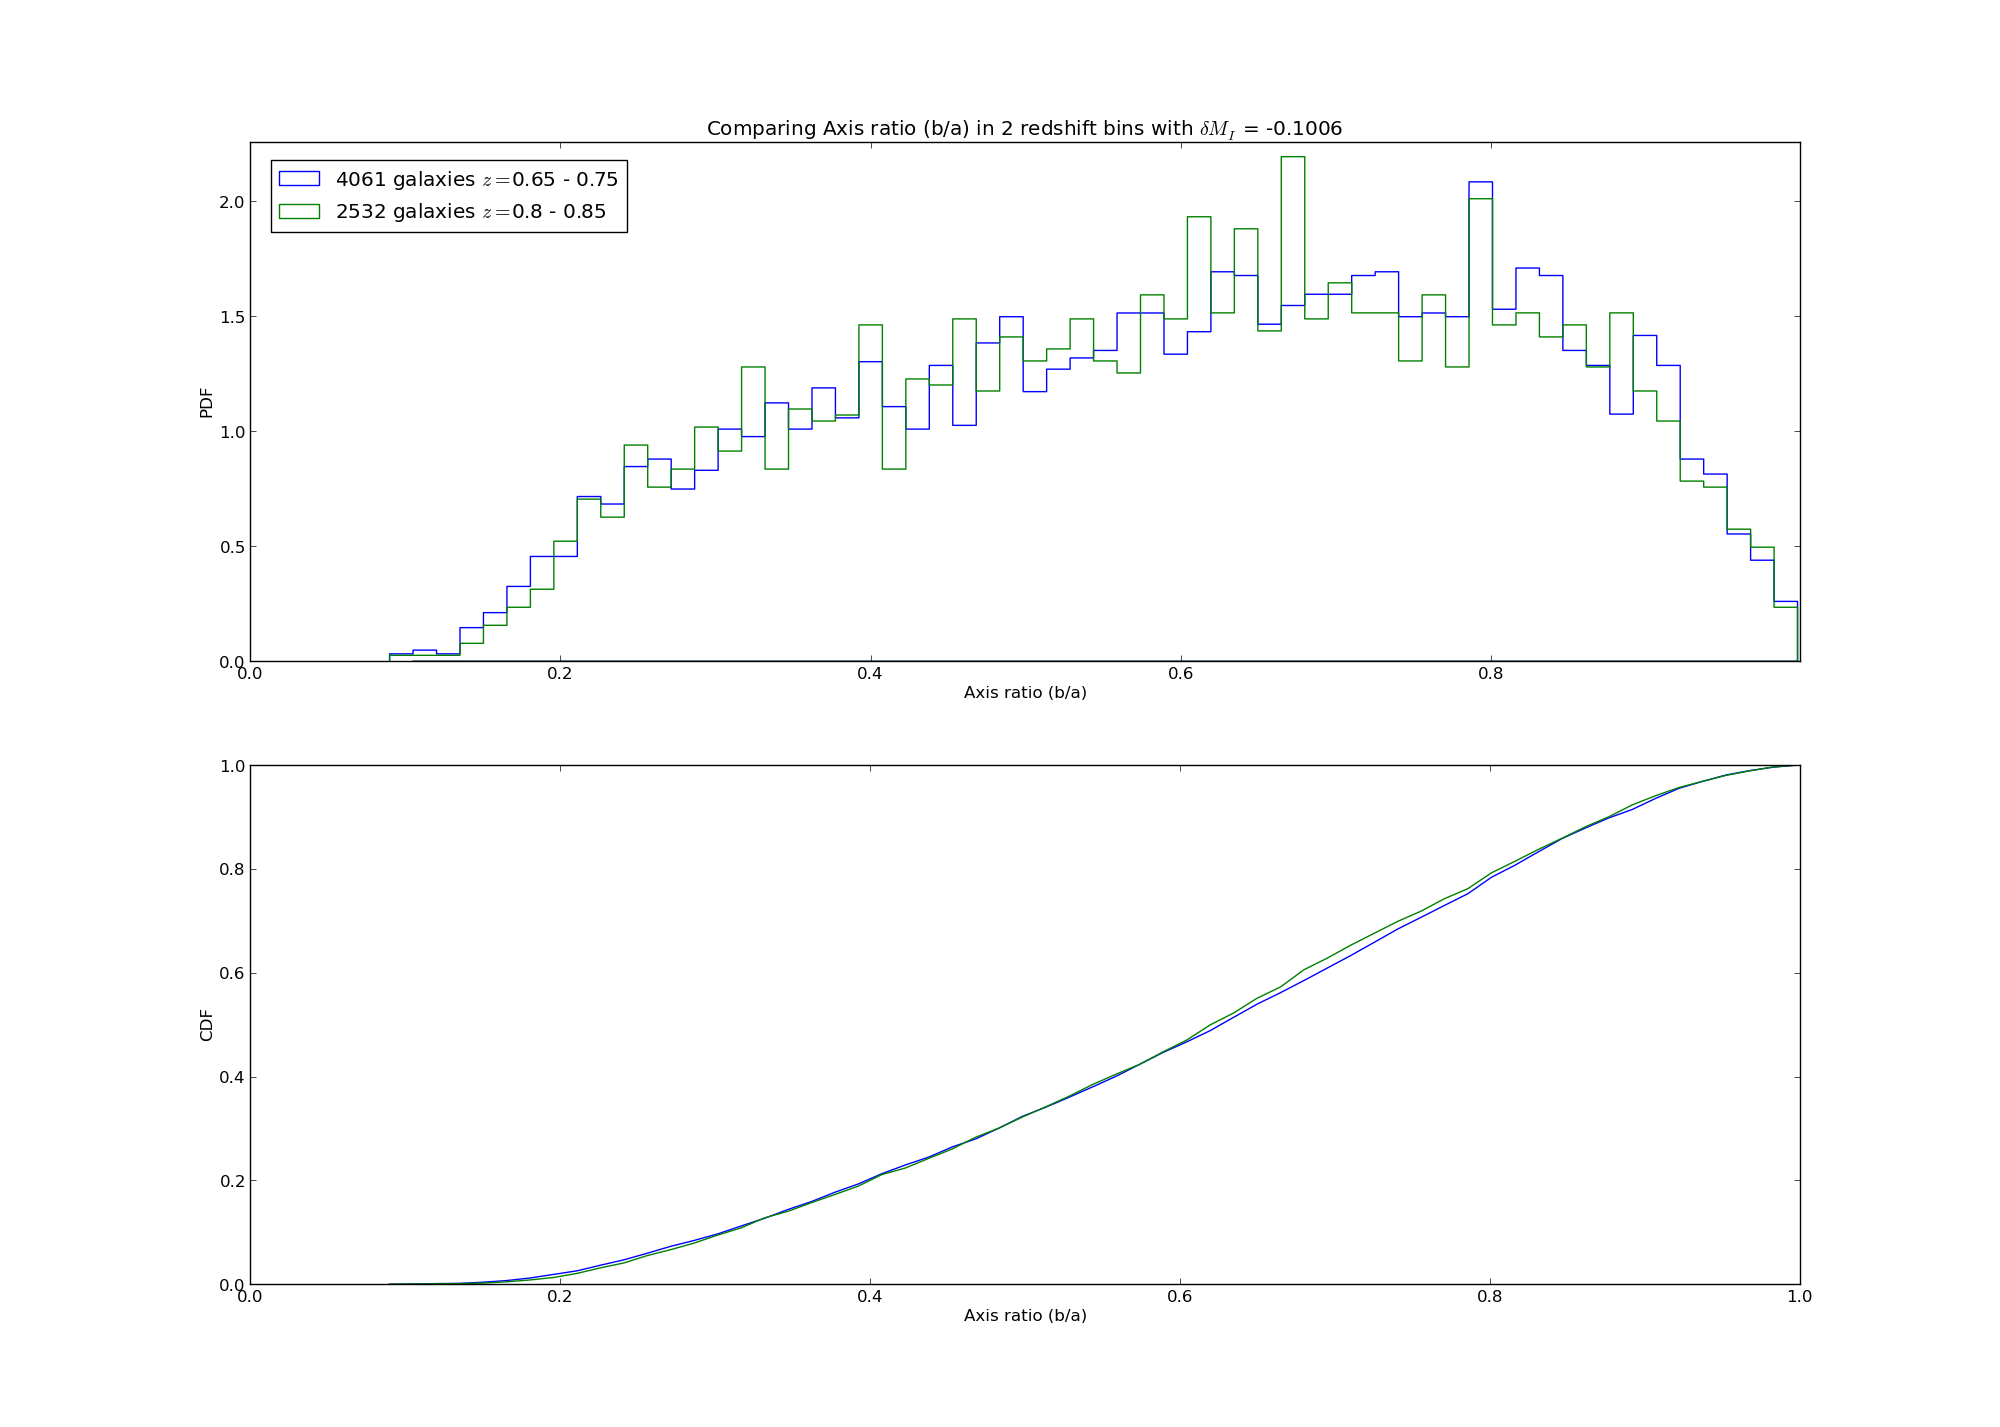 Comparing Axis ratio (b/a) in 2 redshift bins with δM_I = -0.1006
4061 galaxies z=0.65 - 0.75
2532 galaxies z=0.8 - 0.85
2.0
1.5
1.0
0.5
0.0
PDF
0.0 0.2 0.4 0.6 0.8
Axis ratio (b/a)
1.0
0.8
0.6
0.4
0.2
0.0
CDF
0.0 0.2 0.4 0.6 0.8 1.0
Axis ratio (b/a)